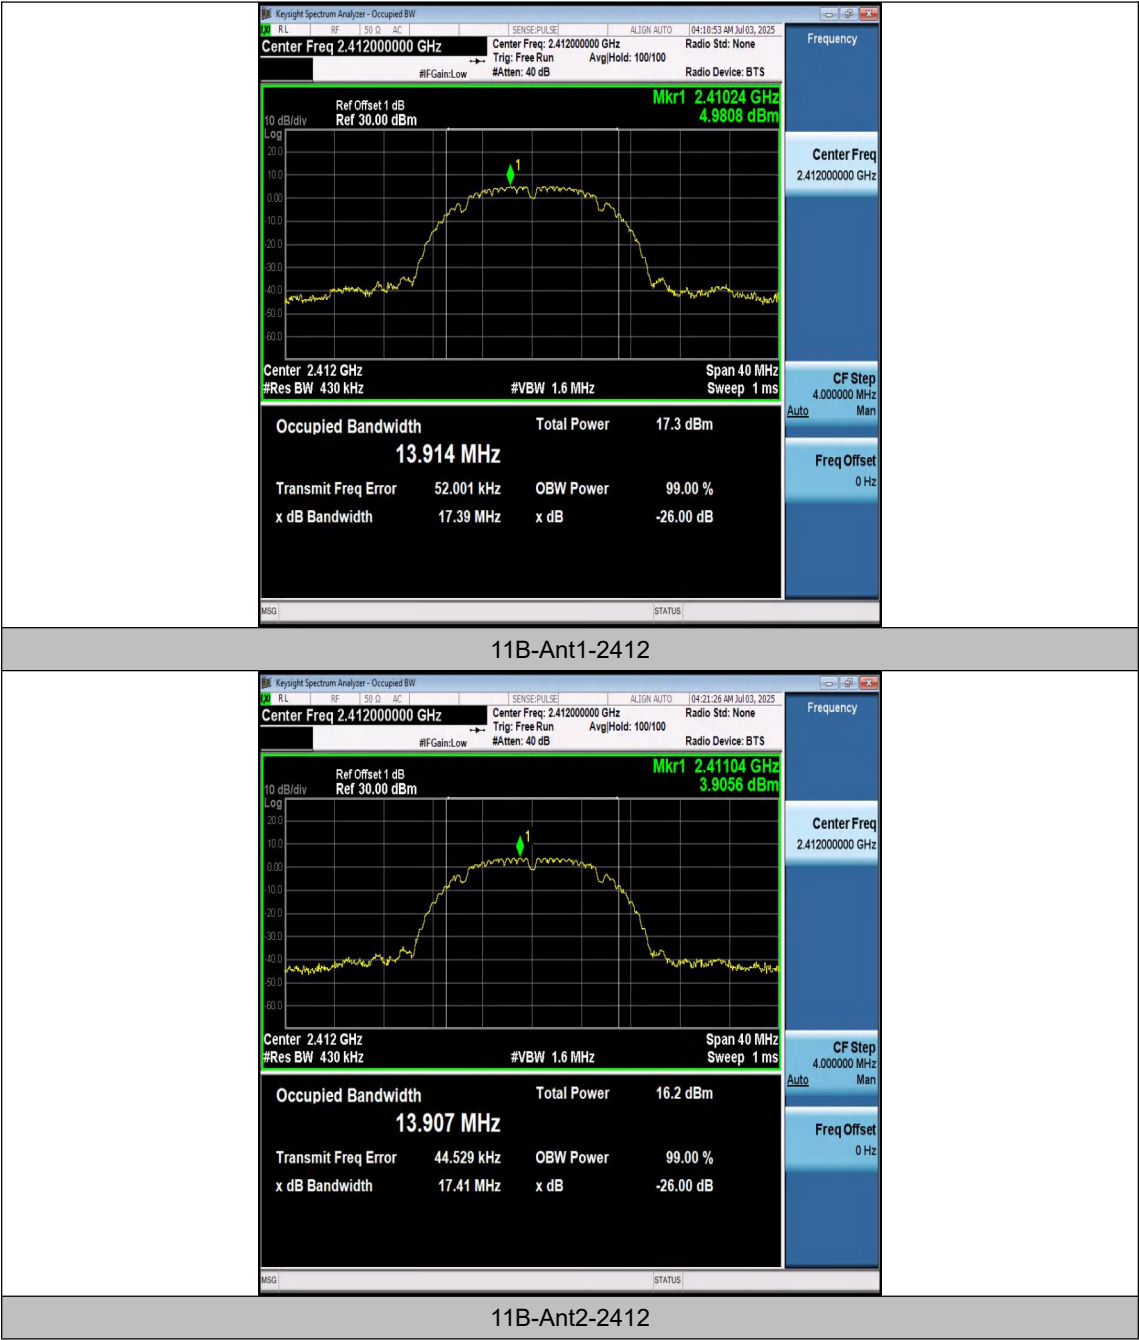 Keysight Spectrum Analyzer - Occupied BW
RL RF 50 Ω AC SENSE:PULSE ALIGN AUTO 04:10:53 AM Jul 03, 2025
Center Freq 2.412000000 GHz
Center Freq: 2.412000000 GHz
Radio Std: None
Trig: Free Run Avg|Hold: 100/100
#IFGain:Low
#Atten: 40 dB
Radio Device: BTS
Frequency
Mkr1 2.41024 GHz
4.9808 dBm
Ref Offset 1 dB
10 dB/div Ref 30.00 dBm
Log
20.0
1
10.0
0.00
-10.0
-20.0
-30.0
-40.0
-50.0
-60.0
Center 2.412 GHz Span 40 MHz
#Res BW 430 kHz #VBW 1.6 MHz Sweep 1 ms
Center Freq
2.412000000 GHz
CF Step
4.000000 MHz
Auto Man
Freq Offset
0 Hz
Occupied Bandwidth Total Power 17.3 dBm
13.914 MHz
Transmit Freq Error 52.001 kHz OBW Power 99.00 %
x dB Bandwidth 17.39 MHz x dB -26.00 dB
MSG STATUS
11B-Ant1-2412
Keysight Spectrum Analyzer - Occupied BW
RL RF 50 Ω AC SENSE:PULSE ALIGN AUTO 04:21:26 AM Jul 03, 2025
Center Freq 2.412000000 GHz
Center Freq: 2.412000000 GHz
Radio Std: None
Trig: Free Run Avg|Hold: 100/100
#IFGain:Low
#Atten: 40 dB
Radio Device: BTS
Frequency
Mkr1 2.41104 GHz
3.9056 dBm
Ref Offset 1 dB
10 dB/div Ref 30.00 dBm
Log
20.0
1
10.0
0.00
-10.0
-20.0
-30.0
-40.0
-50.0
-60.0
Center 2.412 GHz Span 40 MHz
#Res BW 430 kHz #VBW 1.6 MHz Sweep 1 ms
Center Freq
2.412000000 GHz
CF Step
4.000000 MHz
Auto Man
Freq Offset
0 Hz
Occupied Bandwidth Total Power 16.2 dBm
13.907 MHz
Transmit Freq Error 44.529 kHz OBW Power 99.00 %
x dB Bandwidth 17.41 MHz x dB -26.00 dB
MSG STATUS
11B-Ant2-2412